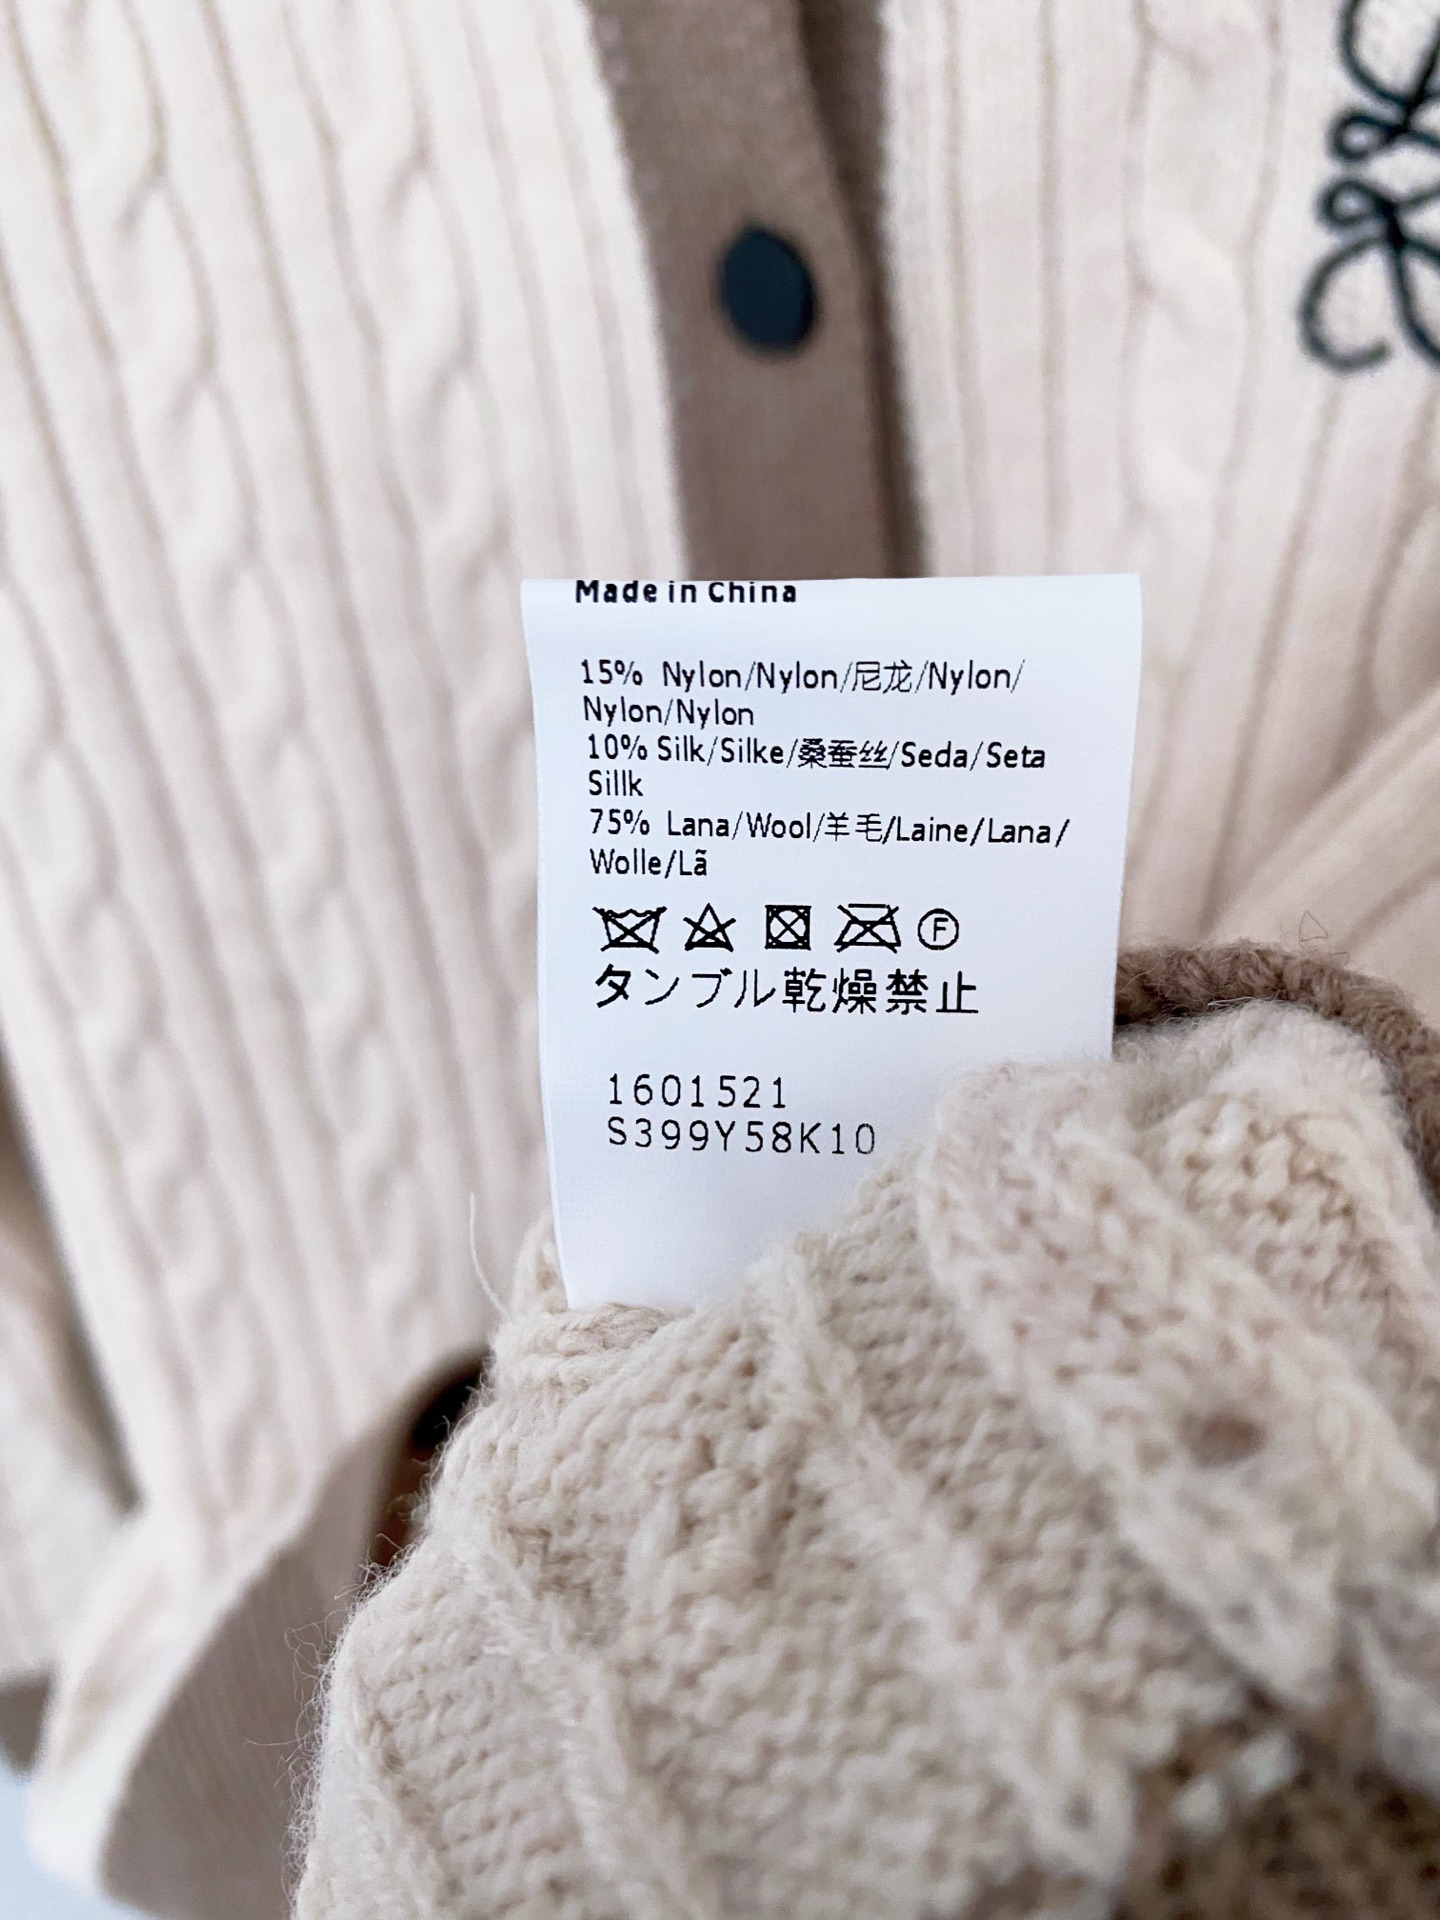 Made in China
15% Nylon/Nylon/尼龙/Nylon/
Nylon/Nylon
10% Silk/Silke/桑蚕丝/Seda/Seta
Sillk
75% Lana/Wool/羊毛/Laine/Lana/
Wolle/Lã
F
タンブル乾燥禁止
1601521
S399Y58K10